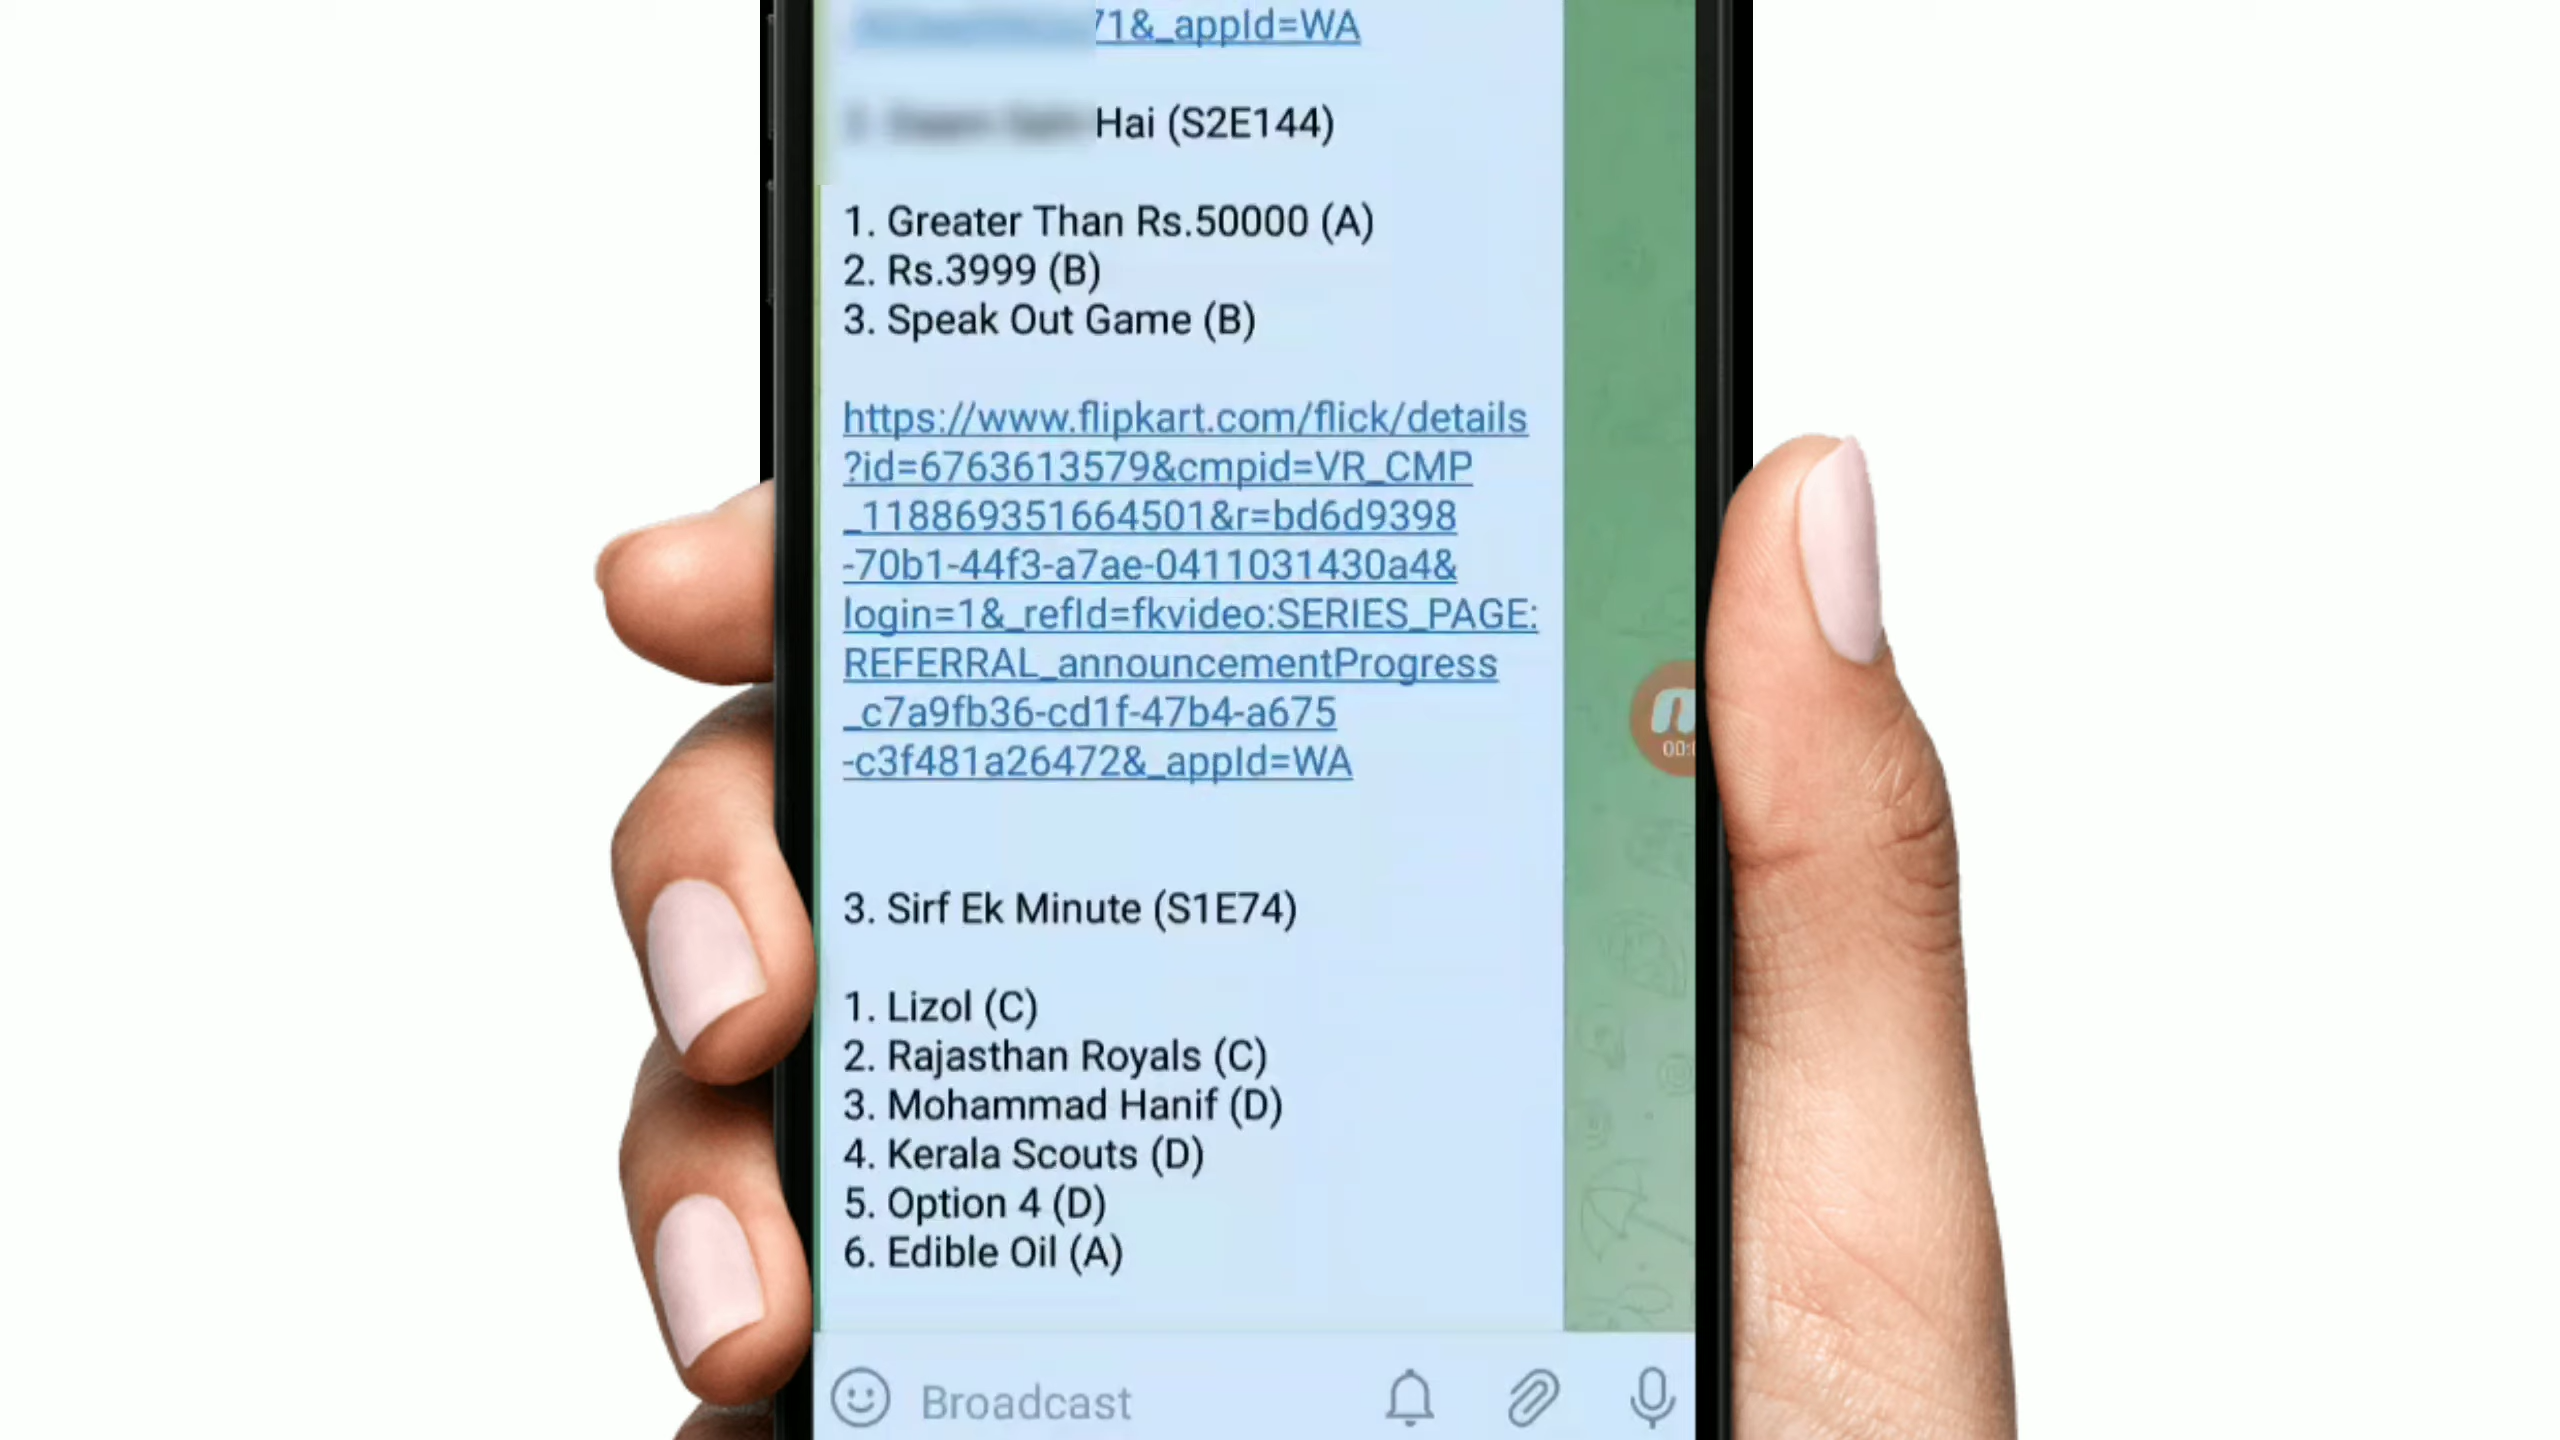 71&_appId=WA
Hai (S2E144)
1. Greater Than Rs.50000 (A)
2. Rs.3999 (B)
3. Speak Out Game (B)
https://www.flipkart.com/flick/details
?id=6763613579&cmpid=VR_CMP
_118869351664501&r=bd6d9398
-70b1-44f3-a7ae-0411031430a4&
login=1&_refId=fkvideo:SERIES_PAGE:
REFERRAL_announcementProgress
_c7a9fb36-cd1f-47b4-a675
-c3f481a26472&_appId=WA
00:
3. Sirf Ek Minute (S1E74)
1. Lizol (C)
2. Rajasthan Royals (C)
3. Mohammad Hanif (D)
4. Kerala Scouts (D)
5. Option 4 (D)
6. Edible Oil (A)
Broadcast